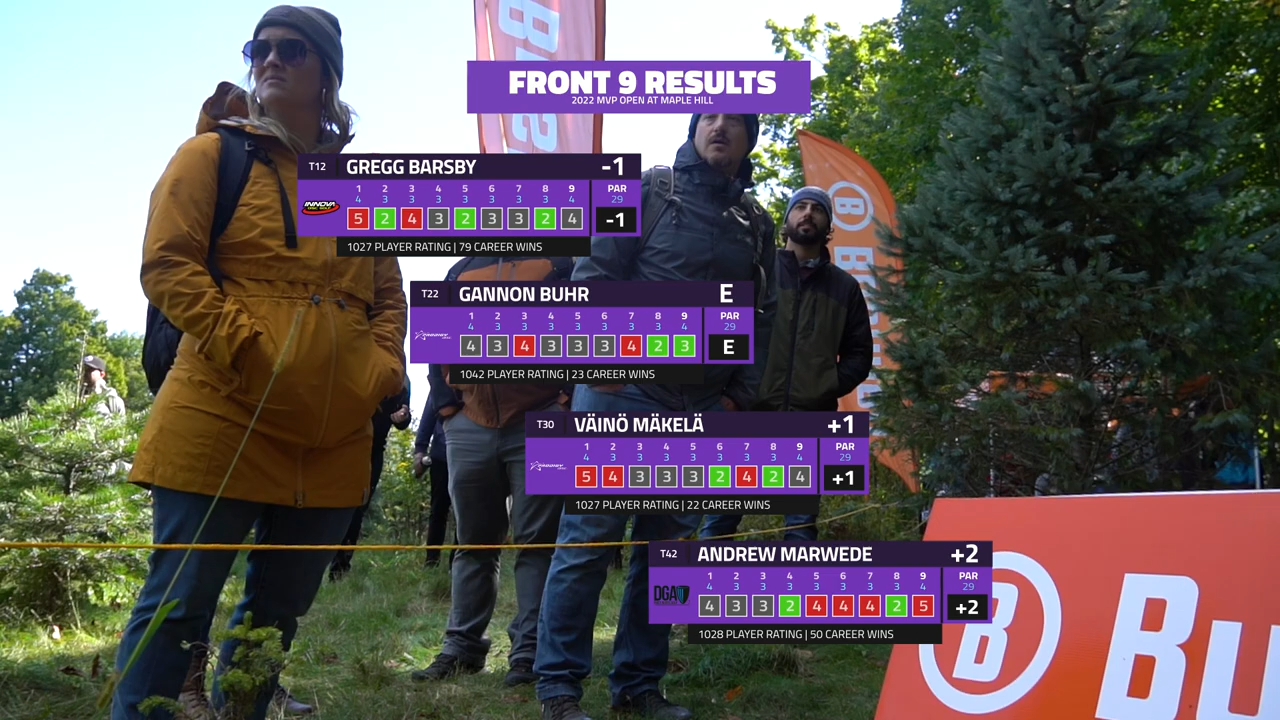 FRONT 9 RESULTS
2022 MVP OPEN AT MAPLE HILL
T12 GREGG BARSBY -1
1 2 3 4 5 6 7 8 9 PAR
4 3 3 3 3 3 3 3 4 29
INNOVA
5 2 4 3 2 3 3 2 4 -1
1027 PLAYER RATING | 79 CAREER WINS
T22 GANNON BUHR E
1 2 3 4 5 6 7 8 9 PAR
4 3 3 3 3 3 3 3 4 29
4 3 4 3 3 3 4 2 3 E
1042 PLAYER RATING | 23 CAREER WINS
T30 VÄINÖ MÄKELÄ +1
1 2 3 4 5 6 7 8 9 PAR
4 3 3 3 3 3 3 3 4 29
5 4 3 3 3 2 4 2 4 +1
1027 PLAYER RATING | 22 CAREER WINS
T42 ANDREW MARWEDE +2
1 2 3 4 5 6 7 8 9 PAR
4 3 3 3 3 3 3 3 4 29
DGA
4 3 3 2 4 4 4 2 5 +2
1028 PLAYER RATING | 50 CAREER WINS
B Bu